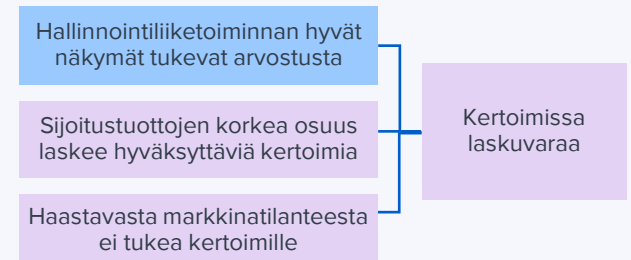 Hallinnointiliiketoiminnan hyvät
näkymät tukevat arvostusta
Sijoitustuottojen korkea osuus
laskee hyväksyttäviä kertoimia
Haastavasta markkinatilanteesta
ei tukea kertoimille
Kertoimissa
laskuvaraa